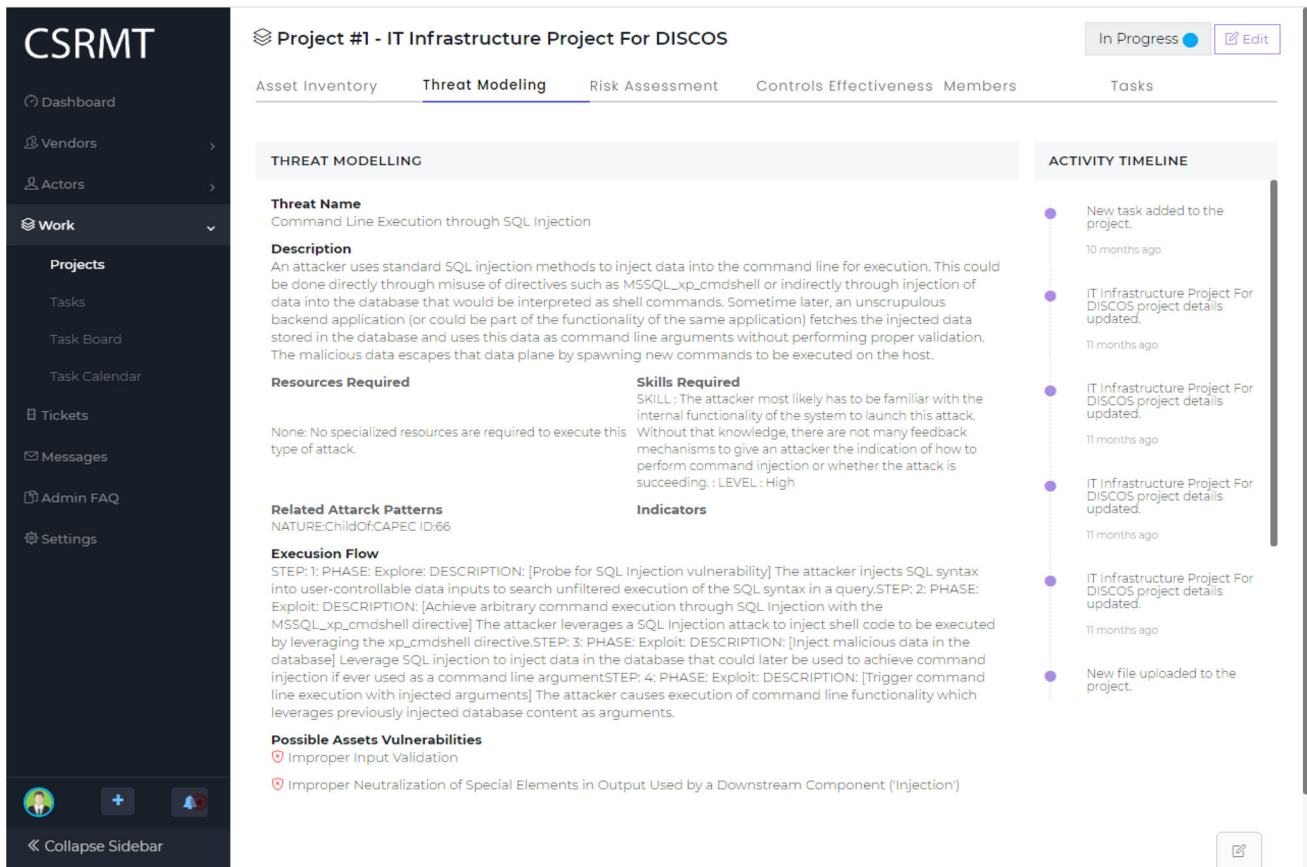 CSRMT
Dashboard
Vendors
Actors
Work
Projects
Tasks
Task Board
Task Calendar
Tickets
Messages
Admin FAQ
Settings
Collapse Sidebar
Project #1 - IT Infrastructure Project For DISCOS
In Progress
Edit
Asset Inventory Threat Modeling Risk Assessment Controls Effectiveness Members Tasks
THREAT MODELLING
Threat Name
Command Line Execution through SQL Injection
Description
An attacker uses standard SQL injection methods to inject data into the command line for execution. This could
be done directly through misuse of directives such as MSSQL_xp_cmdshell or indirectly through injection of
data into the database that would be interpreted as shell commands. Sometime later, an unscrupulous
backend application (or could be part of the functionality of the same application) fetches the injected data
stored in the database and uses this data as command line arguments without performing proper validation.
The malicious data escapes that data plane by spawning new commands to be executed on the host.
Resources Required
None: No specialized resources are required to execute this
type of attack.
Skills Required
SKILL : The attacker most likely has to be familiar with the
internal functionality of the system to launch this attack.
Without that knowledge, there are not many feedback
mechanisms to give an attacker the indication of how to
perform command injection or whether the attack is
succeeding. : LEVEL : High
Related Attarck Patterns
NATURE:ChildOf:CAPEC ID:66
Indicators
Execusion Flow
STEP: 1: PHASE: Explore: DESCRIPTION: [Probe for SQL Injection vulnerability] The attacker injects SQL syntax
into user-controllable data inputs to search unfiltered execution of the SQL syntax in a query.STEP: 2: PHASE:
Exploit: DESCRIPTION: [Achieve arbitrary command execution through SQL Injection with the
MSSQL_xp_cmdshell directive] The attacker leverages a SQL Injection attack to inject shell code to be executed
by leveraging the xp_cmdshell directive.STEP: 3: PHASE: Exploit: DESCRIPTION: [Inject malicious data in the
database] Leverage SQL injection to inject data in the database that could later be used to achieve command
injection if ever used as a command line argumentSTEP: 4: PHASE: Exploit: DESCRIPTION: [Trigger command
line execution with injected arguments] The attacker causes execution of command line functionality which
leverages previously injected database content as arguments.
Possible Assets Vulnerabilities
Improper Input Validation
Improper Neutralization of Special Elements in Output Used by a Downstream Component ('Injection')
ACTIVITY TIMELINE
New task added to the
project.
10 months ago
IT Infrastructure Project For
DISCOS project details
updated.
11 months ago
IT Infrastructure Project For
DISCOS project details
updated.
11 months ago
IT Infrastructure Project For
DISCOS project details
updated.
11 months ago
IT Infrastructure Project For
DISCOS project details
updated.
11 months ago
New file uploaded to the
project.